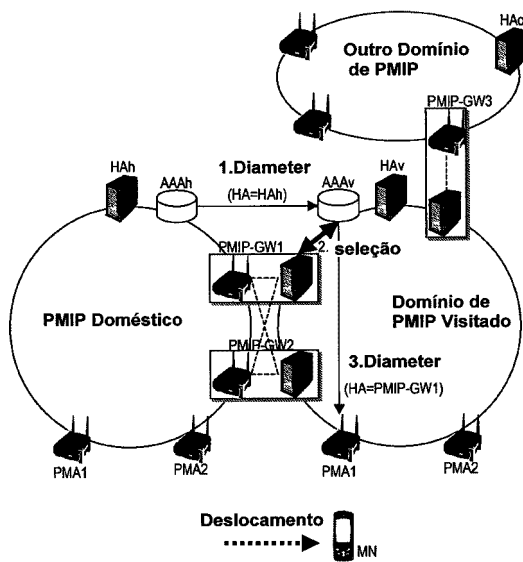 Outro Domínio
de PMIP
HAo
PMIP-GW3
HAh
AAAh
1.Diameter
(HA=HAh)
AAAv
HAv
PMIP-GW1
2. seleção
PMIP Doméstico
Domínio de
PMIP Visitado
PMIP-GW2
3.Diameter
(HA=PMIP-GW1)
PMA1
PMA2
PMA1
PMA2
Deslocamento
MN